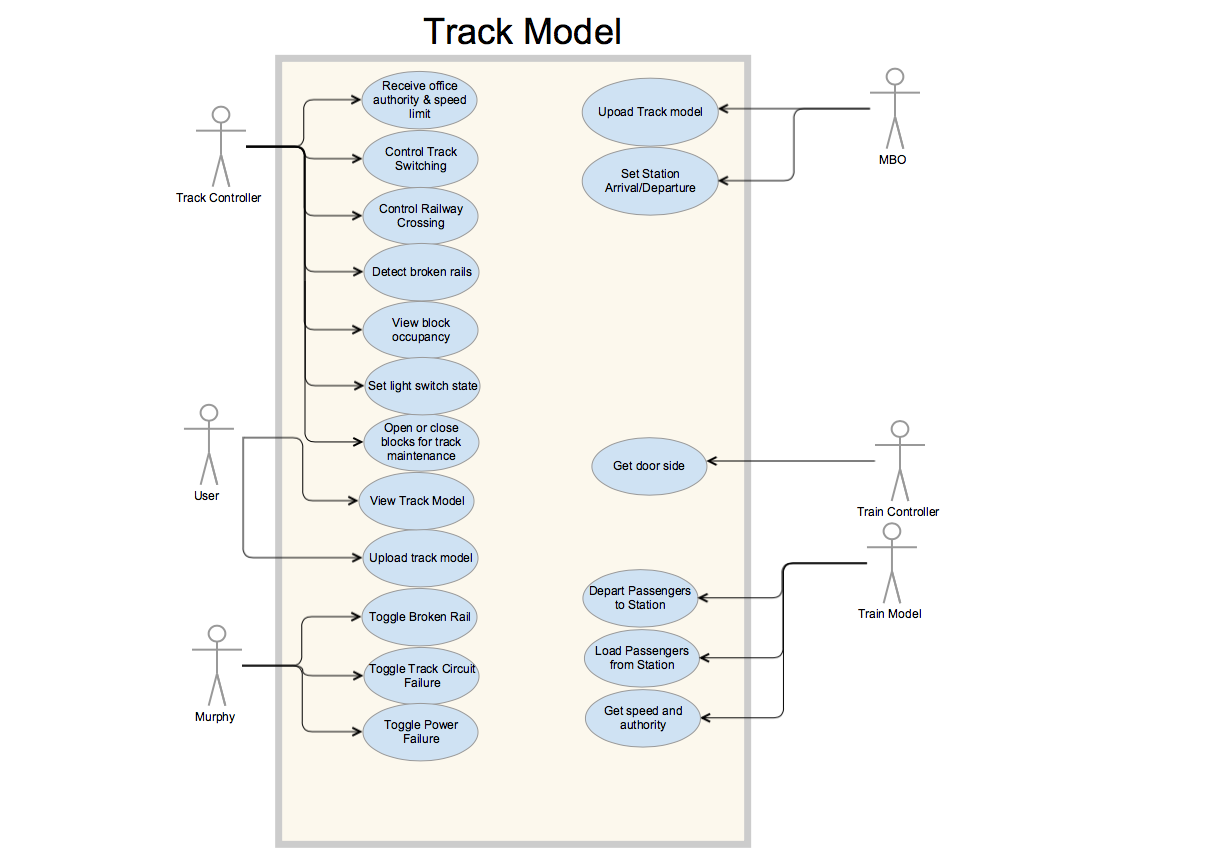 Track Model
Receive office
authority & speed
limit
Control Track
Switching
Control Railway
Crossing
Detect broken rails
View block
occupancy
Set light switch state
Open or close
blocks for track
maintenance
View Track Model
Upload track model
Toggle Broken Rail
Toggle Track Circuit
Failure
Toggle Power
Failure
Track Controller
User
Murphy
Upoad Track model
Set Station
Arrival/Departure
Get door side
Depart Passengers
to Station
Load Passengers
from Station
Get speed and
authority
MBO
Train Controller
Train Model